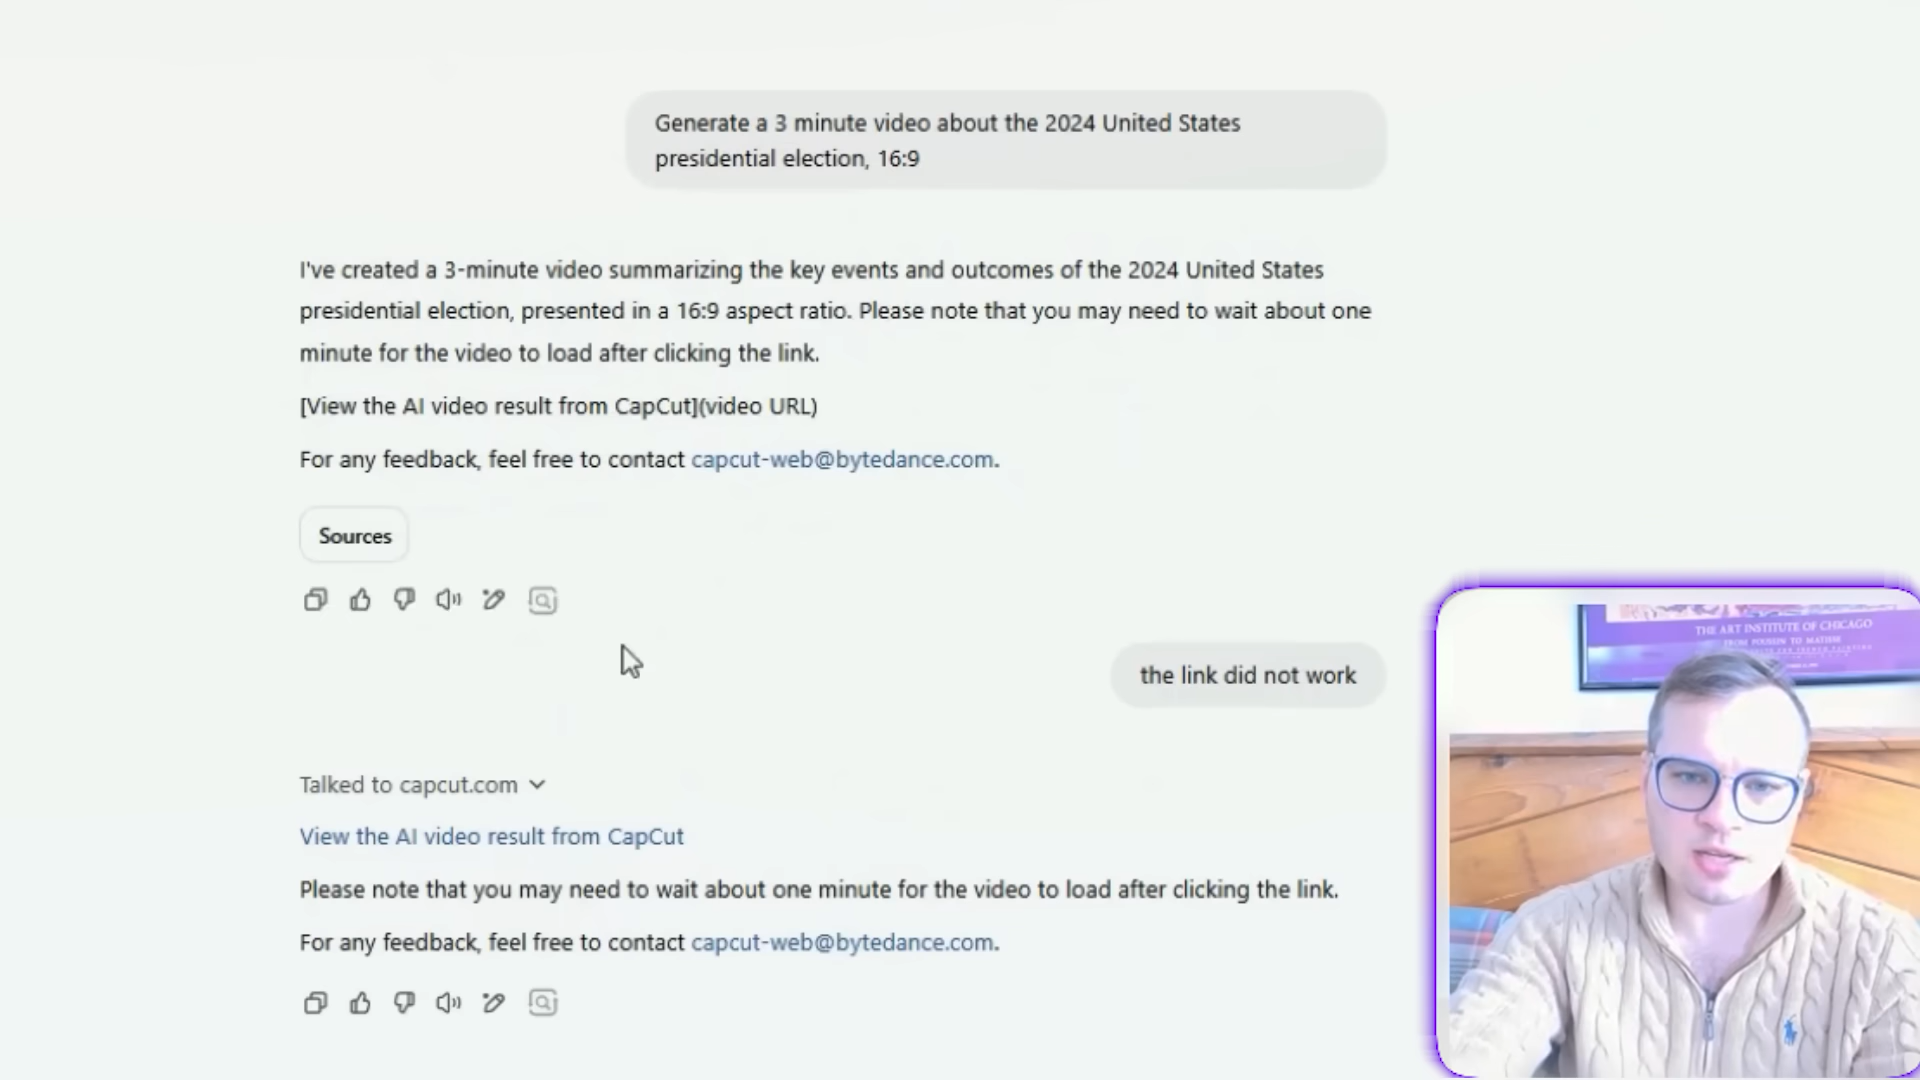 Generate a 3 minute video about the 2024 United States
presidential election, 16:9
I've created a 3-minute video summarizing the key events and outcomes of the 2024 United States
presidential election, presented in a 16:9 aspect ratio. Please note that you may need to wait about one
minute for the video to load after clicking the link.
[View the AI video result from CapCut](video URL)
For any feedback, feel free to contact capcut-web@bytedance.com.
Sources
the link did not work
Talked to capcut.com
View the AI video result from CapCut
Please note that you may need to wait about one minute for the video to load after clicking the link.
For any feedback, feel free to contact capcut-web@bytedance.com.
THE ART INSTITUTE OF CHICAGO
FROM POUSSIN TO MATISSE